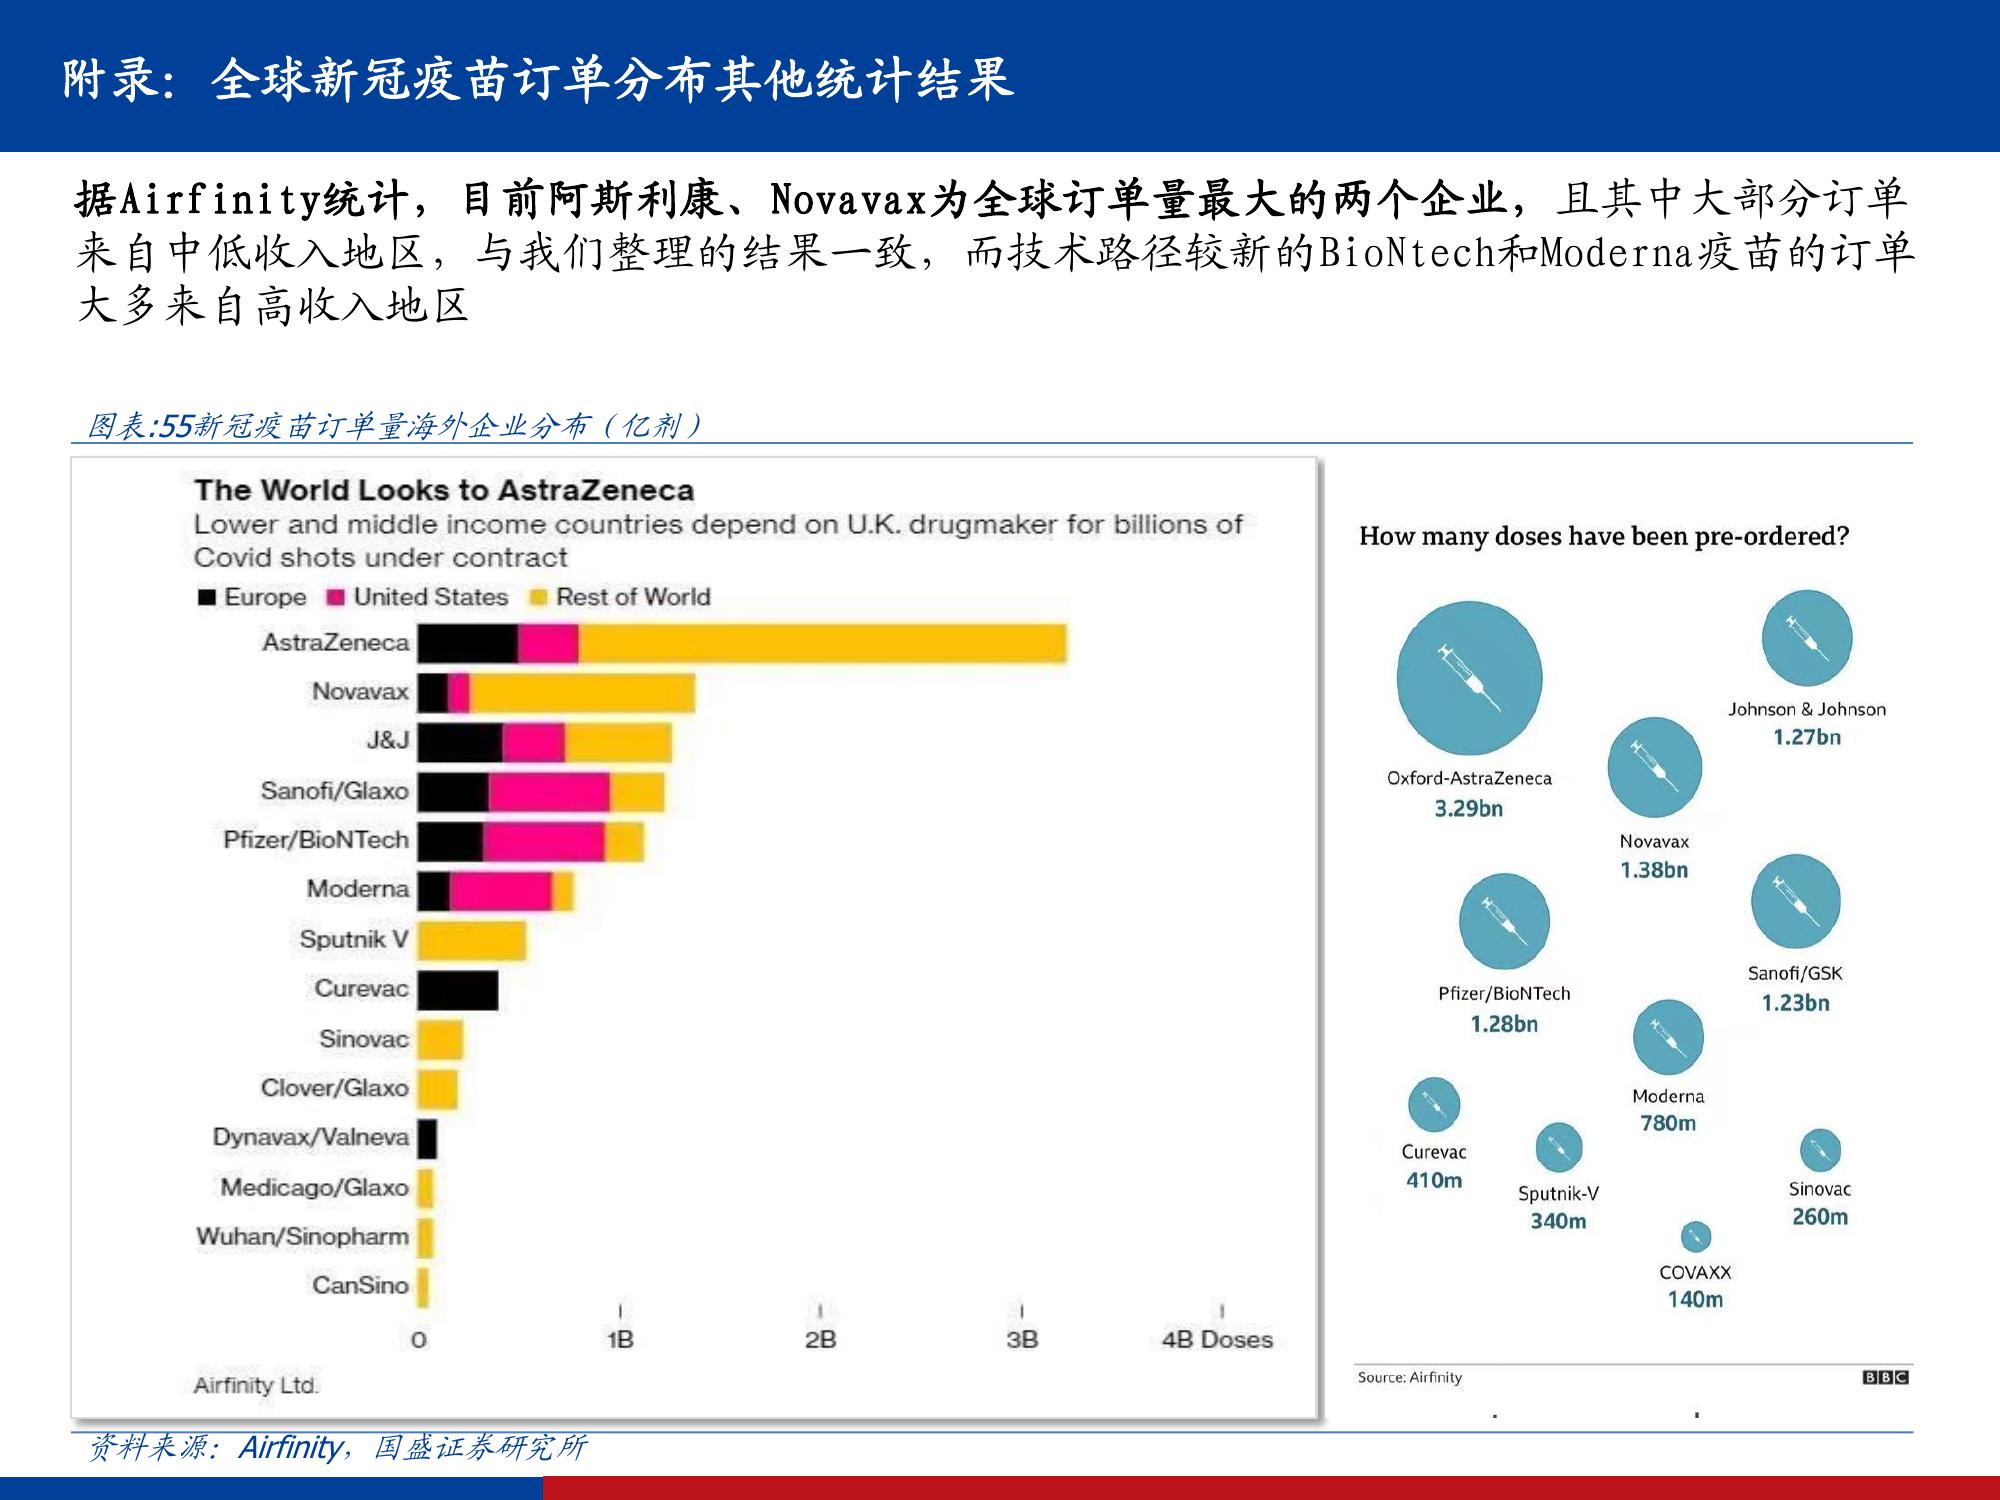 附录：全球新冠疫苗订单分布其他统计结果
据Airfinity统计，目前阿斯利康、Novavax为全球订单量最大的两个企业，且其中大部分订单
来自中低收入地区，与我们整理的结果一致，而技术路径较新的BioNtech和Moderna疫苗的订单
大多来自高收入地区
图表:55新冠疫苗订单量海外企业分布（亿剂）
The World Looks to AstraZeneca
Lower and middle income countries depend on U.K. drugmaker for billions of
Covid shots under contract
Europe United States Rest of World
AstraZeneca
Novavax
J&J
Sanofi/Glaxo
Pfizer/BioNTech
Moderna
Sputnik V
Curevac
Sinovac
Clover/Glaxo
Dynavax/Valneva
Medicago/Glaxo
Wuhan/Sinopharm
CanSino
0 1B 2B 3B 4B Doses
Airfinity Ltd.
How many doses have been pre-ordered?
Oxford-AstraZeneca
3.29bn
Johnson & Johnson
1.27bn
Novavax
1.38bn
Pfizer/BioNTech
1.28bn
Sanofi/GSK
1.23bn
Moderna
780m
Curevac
410m
Sputnik-V
340m
Sinovac
260m
COVAXX
140m
Source: Airfinity
BBC
资料来源：Airfinity，国盛证券研究所